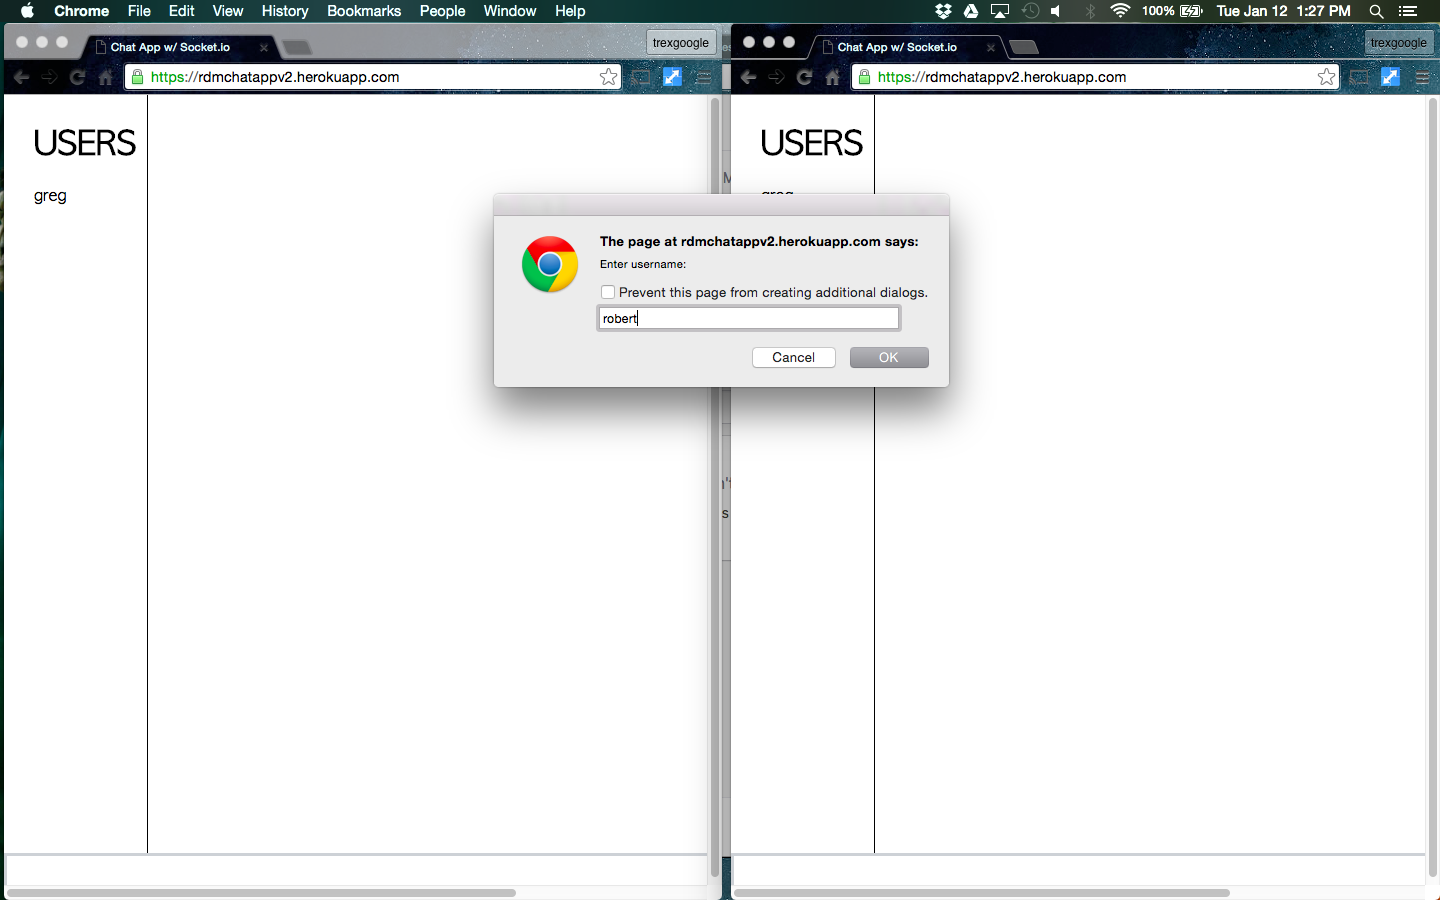 Chrome File Edit View History Bookmarks People Window Help 100% Tue Jan 12 1:27 PM
Chat App w/ Socket.io trexgoogle
https://rdmchatappv2.herokuapp.com
USERS
greg
Chat App w/ Socket.io trexgoogle
https://rdmchatappv2.herokuapp.com
USERS
greg
The page at rdmchatappv2.herokuapp.com says:
Enter username:
Prevent this page from creating additional dialogs.
robert
Cancel OK